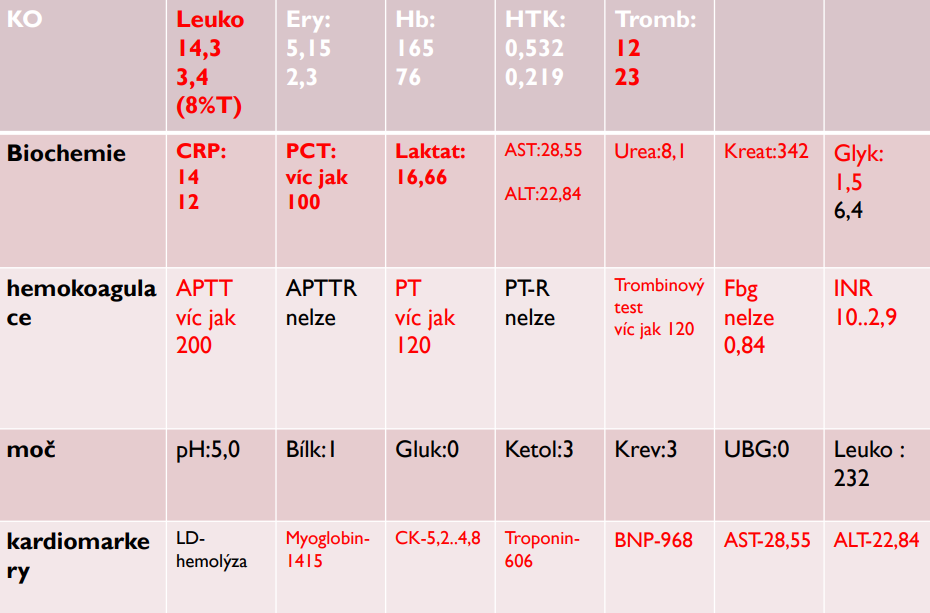 KO
Leuko
14,3
3,4
(8%T)
Ery:
5,15
2,3
Hb:
165
76
HTK:
0,532
0,219
Tromb:
12
23
Biochemie
CRP:
14
12
PCT:
víc jak
100
Laktat:
16,66
AST:28,55
ALT:22,84
Urea:8,1
Kreat:342
Glyk:
1,5
6,4
hemokoagula
ce
APTT
víc jak
200
APTTR
nelze
PT
víc jak
120
PT-R
nelze
Trombinový
test
víc jak 120
Fbg
nelze
0,84
INR
10..2,9
moč
pH:5,0
Bílk:1
Gluk:0
Ketol:3
Krev:3
UBG:0
Leuko :
232
kardiomarke
ry
LD-
hemolýza
Myoglobin-
1415
CK-5,2..4,8
Troponin-
606
BNP-968
AST-28,55
ALT-22,84